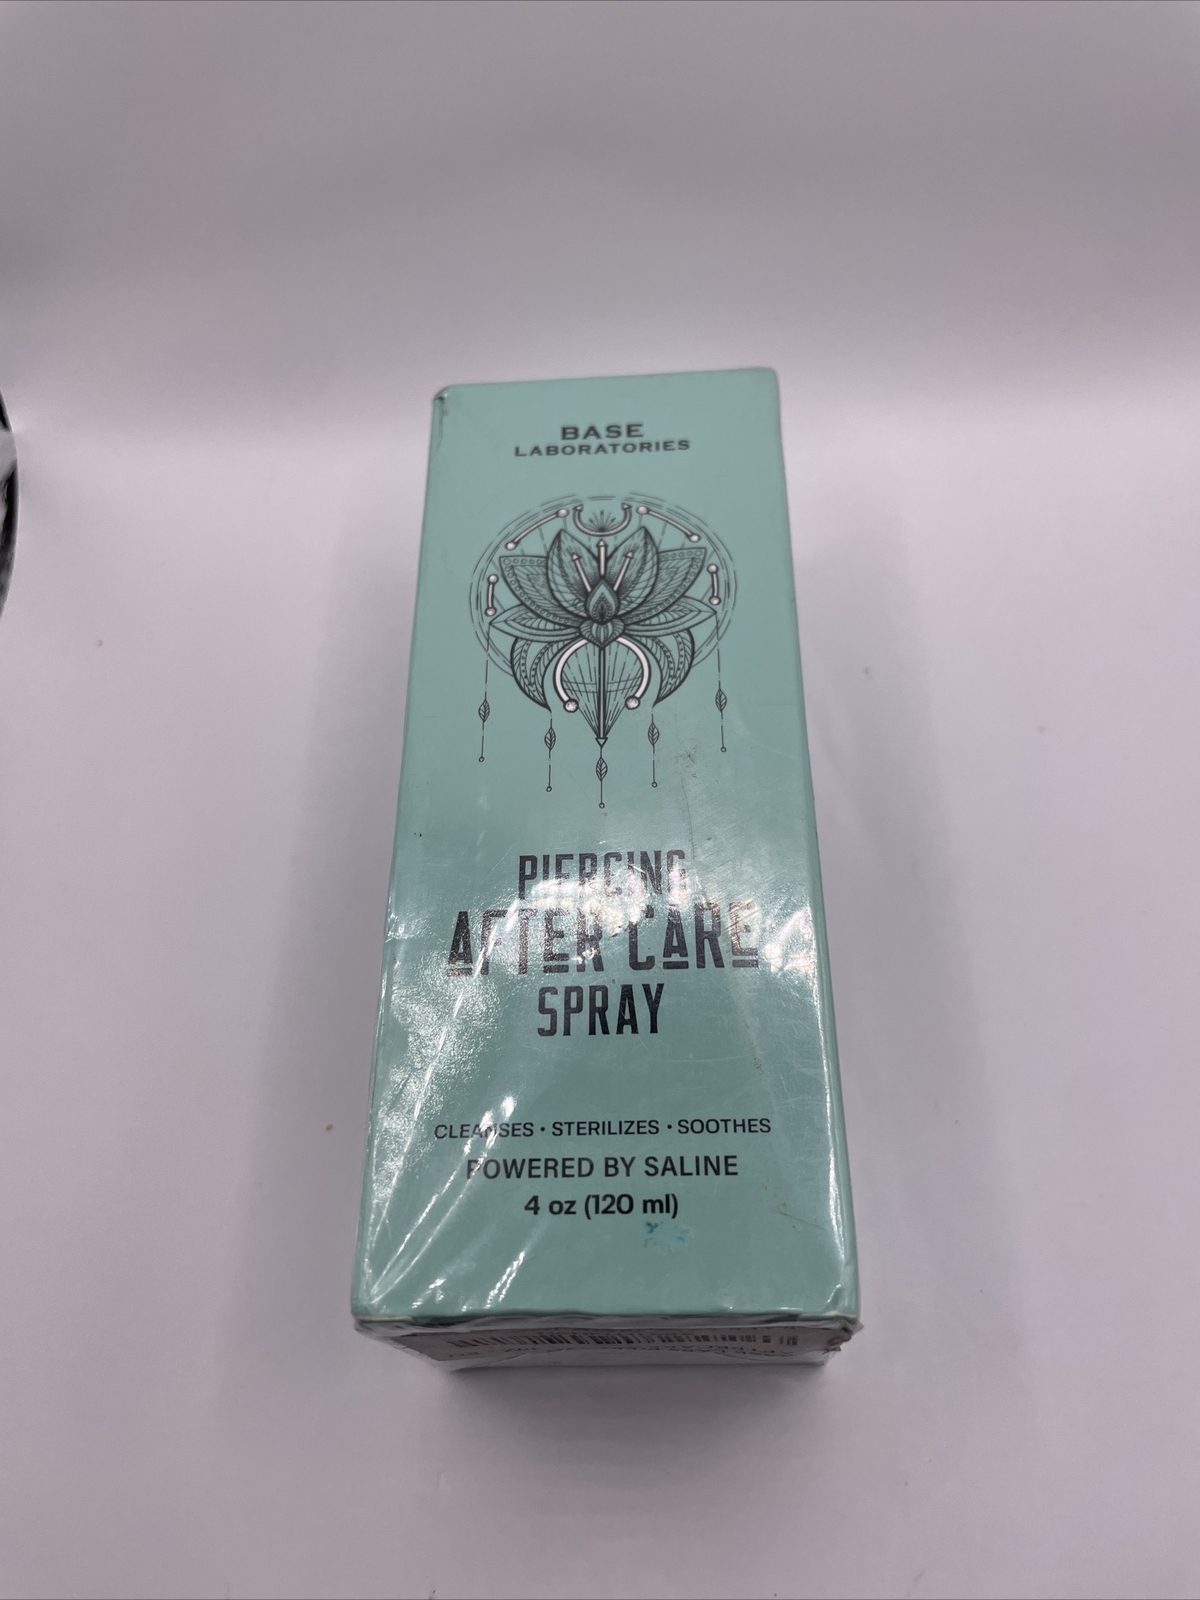 BASE
LABORATORIES
PIERCING
AFTER CARE
SPRAY
CLEANSES • STERILIZES • SOOTHES
POWERED BY SALINE
4 oz (120 ml)